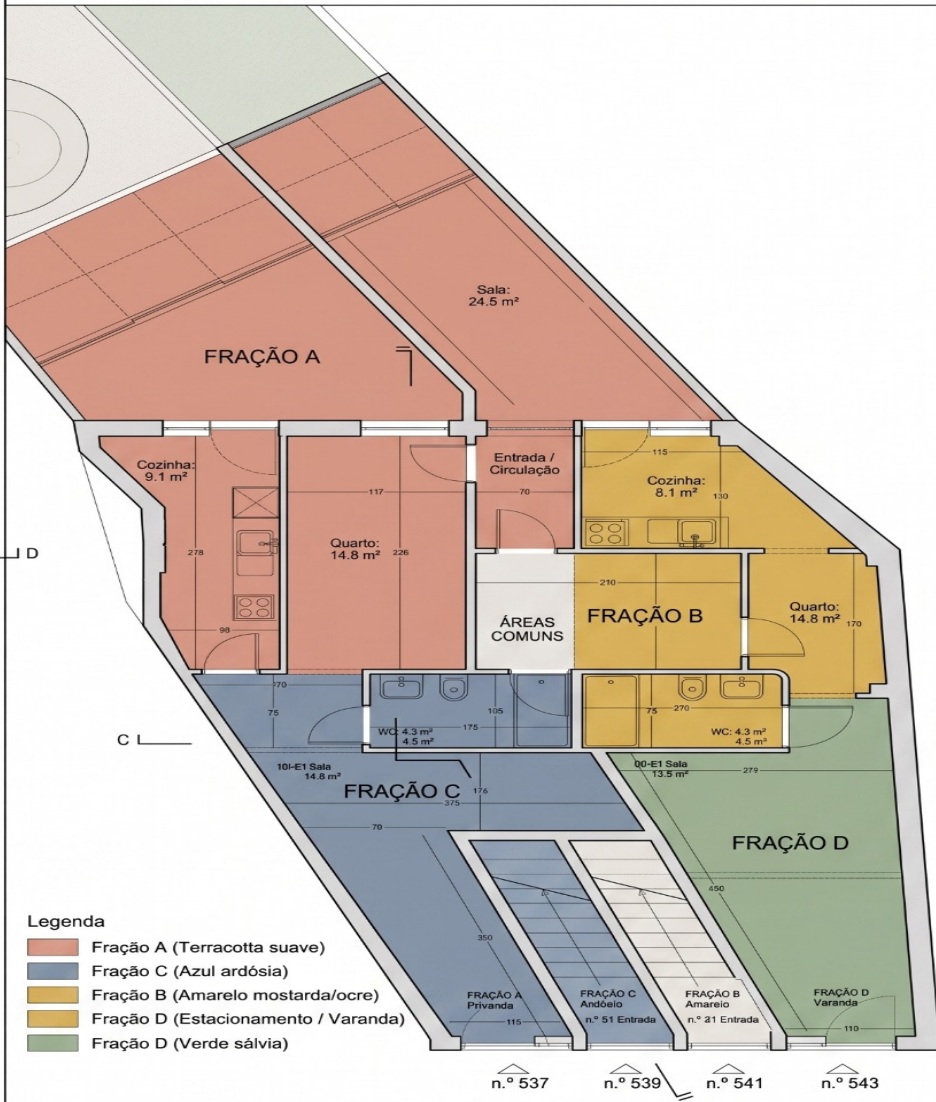 Sala:
24.5 m²
FRAÇÃO A
Cozinha:
9.1 m²
Entrada /
Circulação
70
115
Cozinha:
8.1 m²
130
117
278
Quarto:
14.8 m²
226
D
210
ÁREAS
COMUNS
FRAÇÃO B
Quarto:
14.8 m²
170
98
70
75
105
175
WC: 4.3 m²
4.5 m²
75
270
WC: 4.3 m²
4.5 m²
C
10I-E1 Sala
14.8 m²
FRAÇÃO C
176
375
70
00-E1 Sala
13.5 m²
279
FRAÇÃO D
450
350
Legenda
Fração A (Terracotta suave)
Fração C (Azul ardósia)
Fração B (Amarelo mostarda/ocre)
Fração D (Estacionamento / Varanda)
Fração D (Verde sálvia)
FRAÇÃO A
Privanda
115
FRAÇÃO C
Andóeio
n.º 51 Entrada
FRAÇÃO B
Amareio
n.º 21 Entrada
FRAÇÃO D
Varanda
110
n.º 537
n.º 539
n.º 541
n.º 543